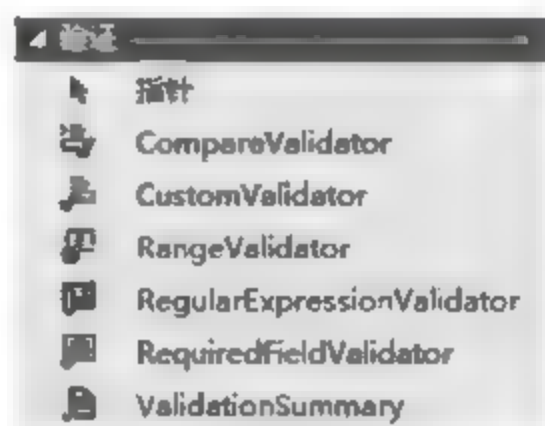 验证
指针
CompareValidator
CustomValidator
RangeValidator
RegularExpressionValidator
RequiredFieldValidator
ValidationSummary